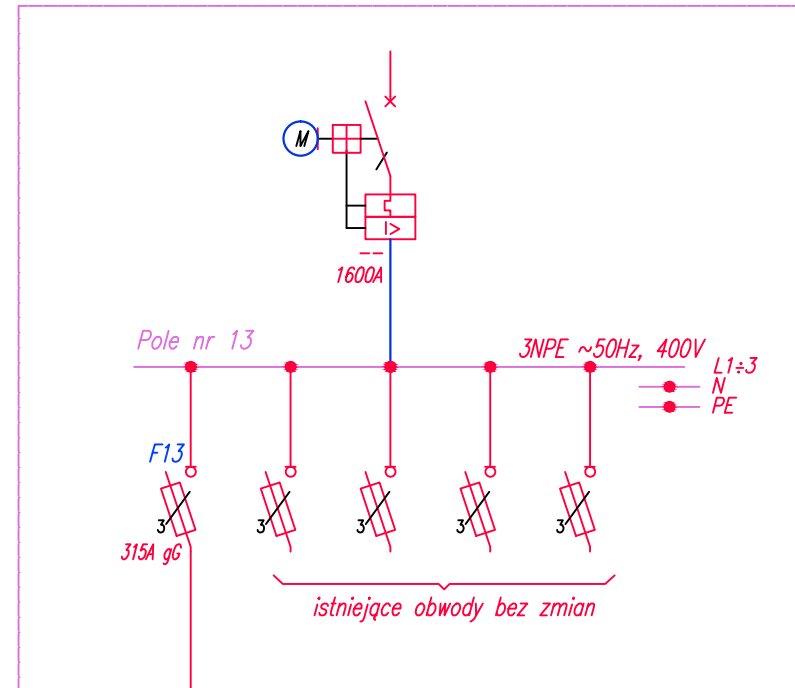 M
I>
1600A
Pole nr 13
3NPE ~50Hz, 400V
L1÷3
N
PE
F13
3
3
3
3
3
315A gG
istniejące obwody bez zmian